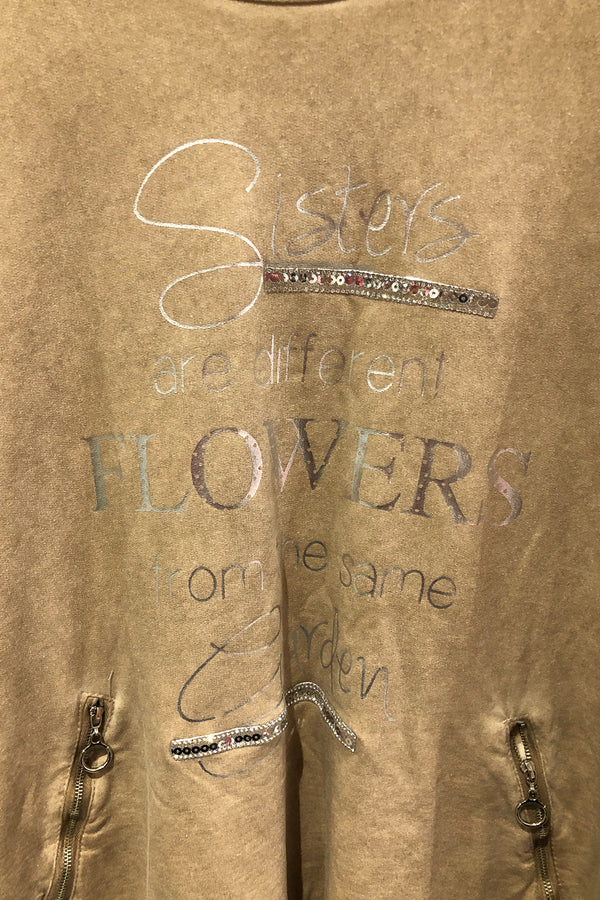 Sisters
are different
FLOWERS
from the same
Garden